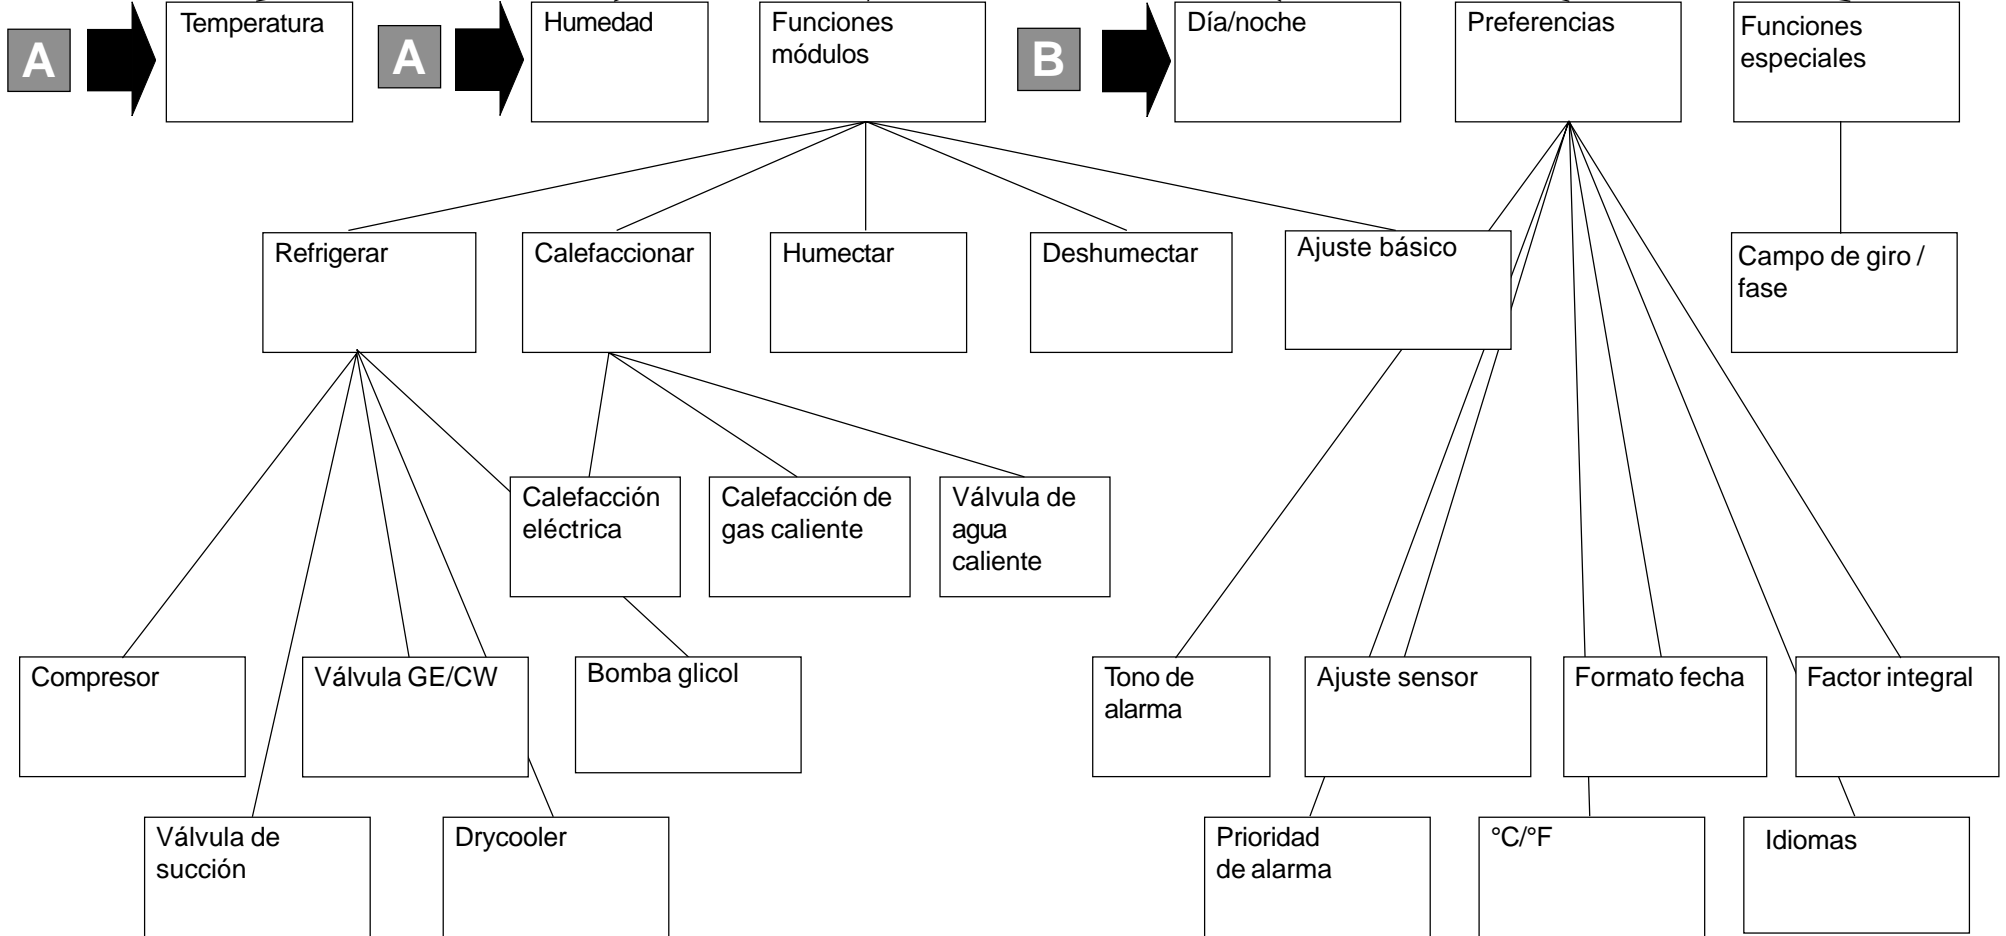 A
Temperatura
A
Humedad
Funciones
módulos
B
Día/noche
Preferencias
Funciones
especiales
Refrigerar
Calefaccionar
Humectar
Deshumectar
Ajuste básico
Campo de giro /
fase
Calefacción
eléctrica
Calefacción de
gas caliente
Válvula de
agua
caliente
Compresor
Válvula GE/CW
Bomba glicol
Tono de
alarma
Ajuste sensor
Formato fecha
Factor integral
Válvula de
succión
Drycooler
Prioridad
de alarma
°C/°F
Idiomas